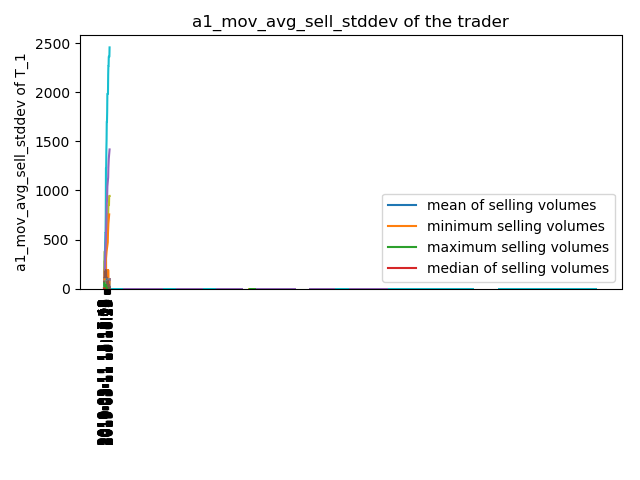 a1_mov_avg_sell_stddev of the trader
a1_mov_avg_sell_stddev of T_1
2500
2000
1500
1000
500
0
mean of selling volumes
minimum selling volumes
maximum selling volumes
median of selling volumes